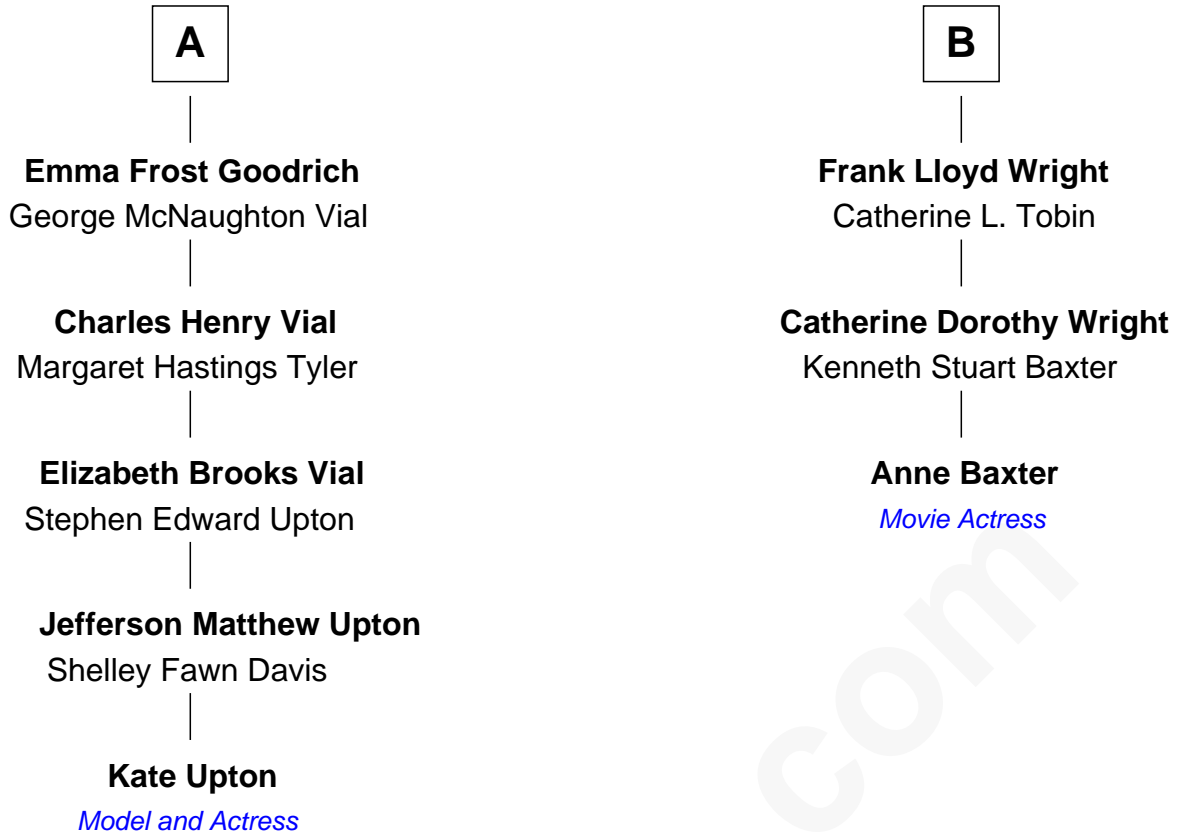 A
Emma Frost Goodrich
George McNaughton Vial
Charles Henry Vial
Margaret Hastings Tyler
Elizabeth Brooks Vial
Stephen Edward Upton
Jefferson Matthew Upton
Shelley Fawn Davis
Kate Upton
Model and Actress
B
Frank Lloyd Wright
Catherine L. Tobin
Catherine Dorothy Wright
Kenneth Stuart Baxter
Anne Baxter
Movie Actress
com